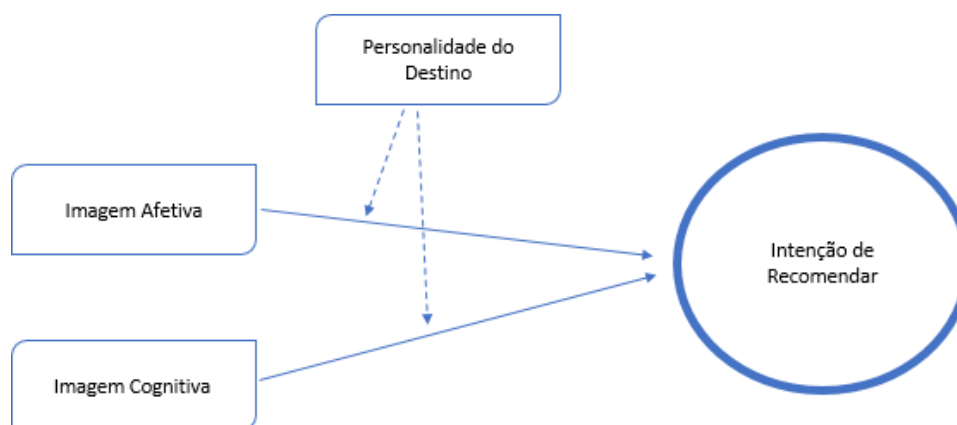 Personalidade do
Destino
Imagem Afetiva
Intenção de
Recomendar
Imagem Cognitiva